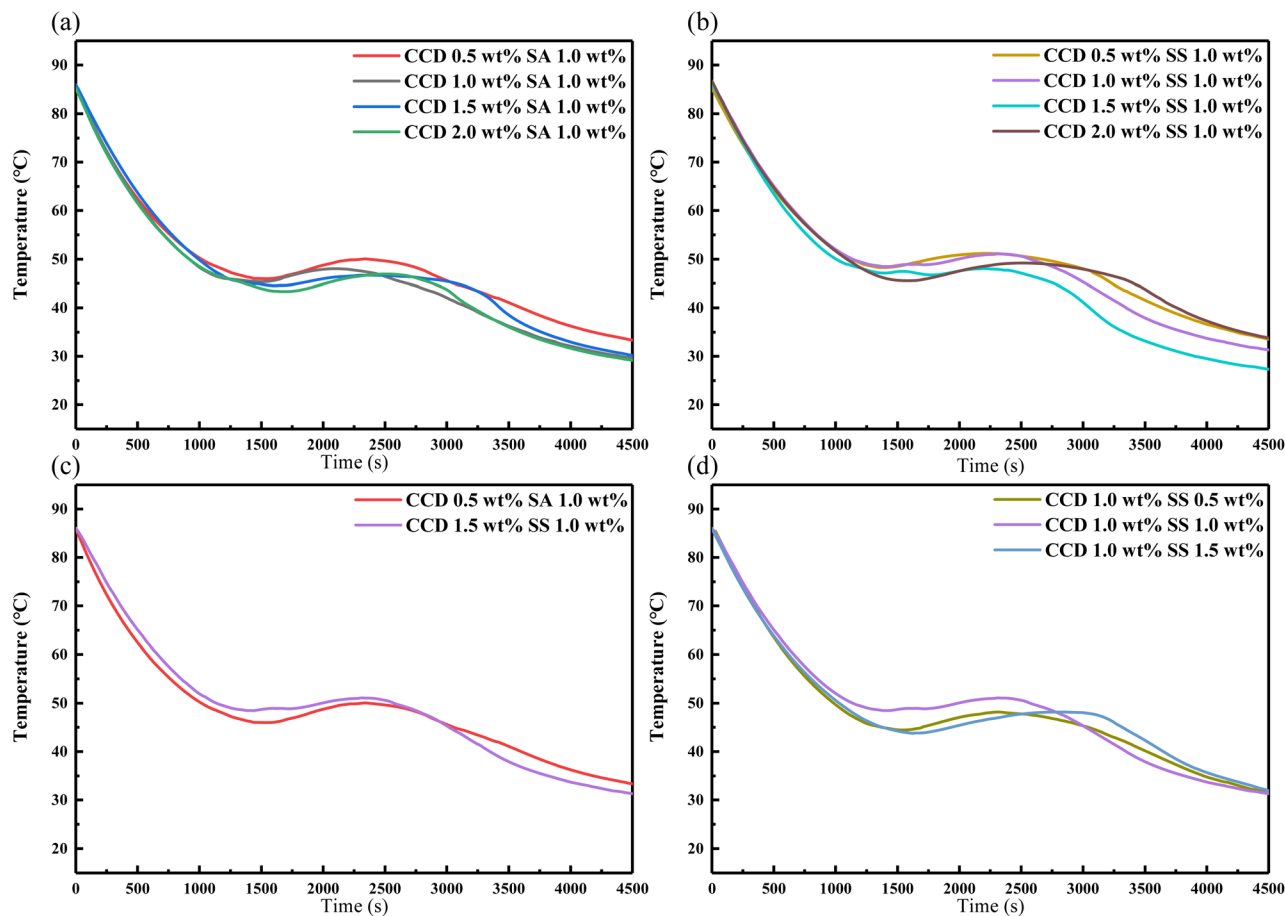 (a)
CCD 0.5 wt% SA 1.0 wt%
CCD 1.0 wt% SA 1.0 wt%
CCD 1.5 wt% SA 1.0 wt%
CCD 2.0 wt% SA 1.0 wt%
90
80
70
60
50
40
30
20
Temperature (℃)
0 500 1000 1500 2000 2500 3000 3500 4000 4500
Time (s)
(b)
CCD 0.5 wt% SS 1.0 wt%
CCD 1.0 wt% SS 1.0 wt%
CCD 1.5 wt% SS 1.0 wt%
CCD 2.0 wt% SS 1.0 wt%
90
80
70
60
50
40
30
20
Temperature (℃)
0 500 1000 1500 2000 2500 3000 3500 4000 4500
Time (s)
(c)
CCD 0.5 wt% SA 1.0 wt%
CCD 1.5 wt% SS 1.0 wt%
90
80
70
60
50
40
30
20
Temperature (℃)
0 500 1000 1500 2000 2500 3000 3500 4000 4500
Time (s)
(d)
CCD 1.0 wt% SS 0.5 wt%
CCD 1.0 wt% SS 1.0 wt%
CCD 1.0 wt% SS 1.5 wt%
90
80
70
60
50
40
30
20
Temperature (℃)
0 500 1000 1500 2000 2500 3000 3500 4000 4500
Time (s)